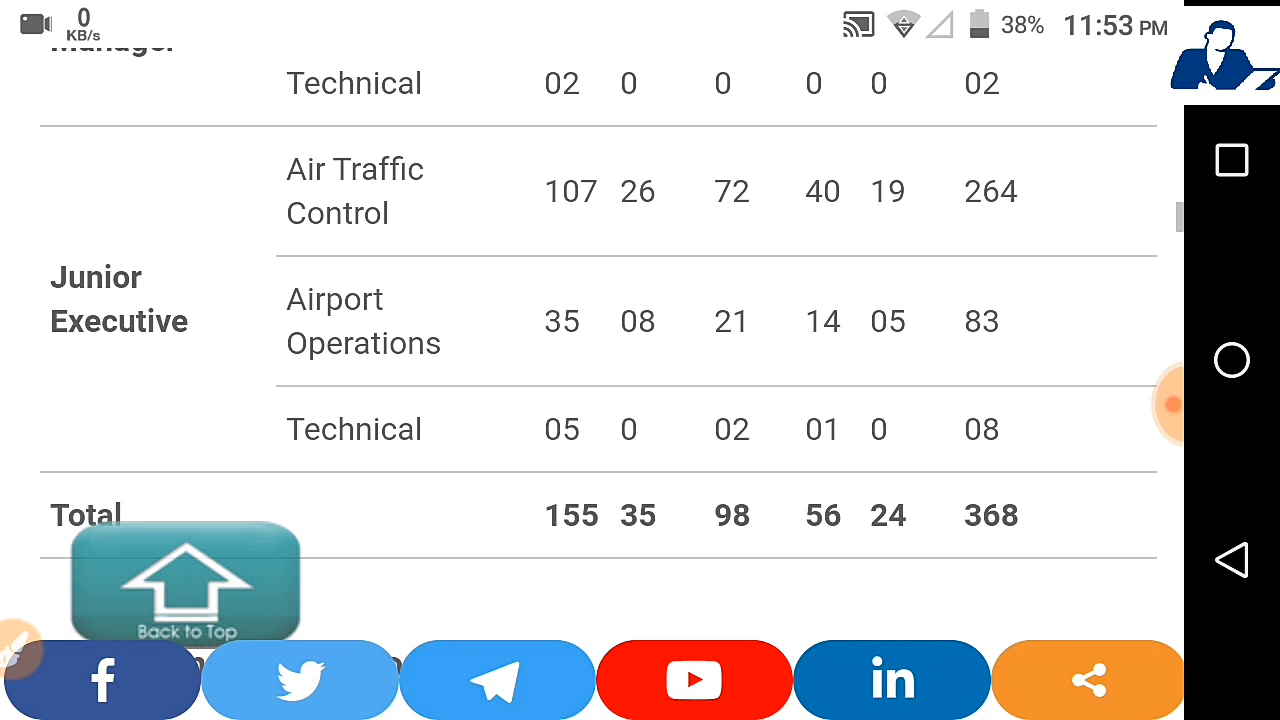 0
KB/s
38% 11:53 PM
Manager
Technical 02 0 0 0 0 02
Air Traffic
Control
107 26 72 40 19 264
Junior
Executive
Airport
Operations
35 08 21 14 05 83
Technical 05 0 02 01 0 08
Total 155 35 98 56 24 368
Back to Top
f
in